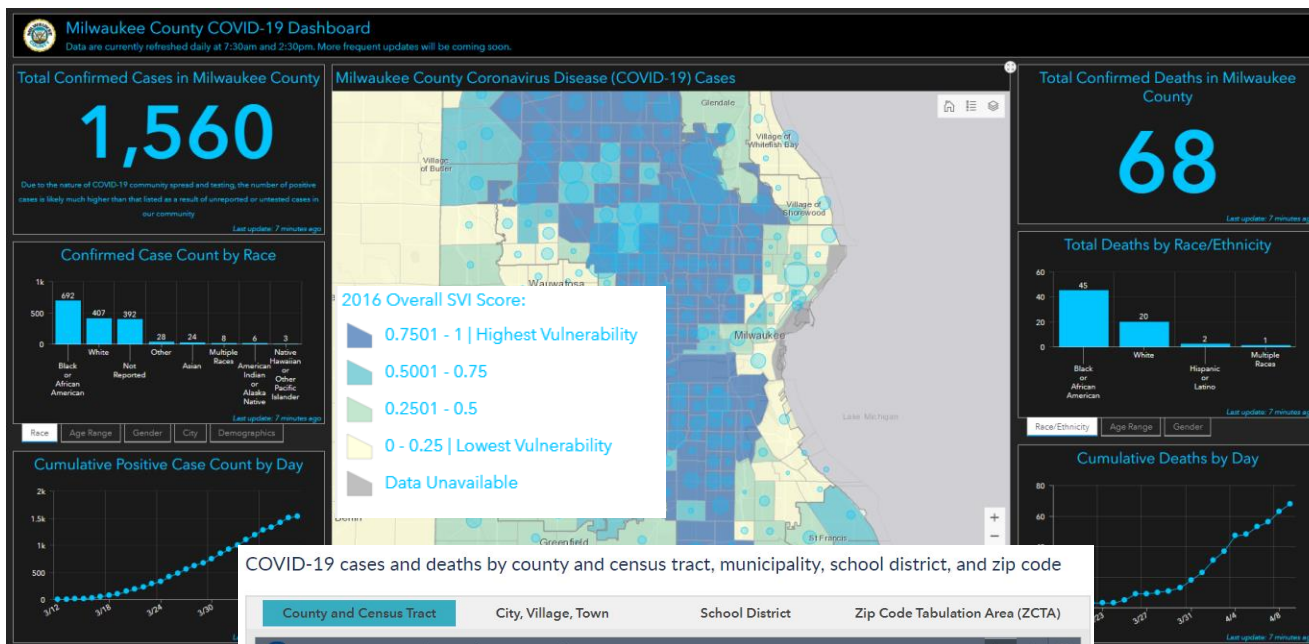 Milwaukee County COVID-19 Dashboard
Data are currently refreshed daily at 7:30am and 2:30pm. More frequent updates will be coming soon.
Total Confirmed Cases in Milwaukee County
1,560
Due to the nature of COVID-19 community spread and testing, the number of positive
cases is likely much higher than that listed as a result of unreported or untested cases in
our community
Last update: 7 minutes ago
Confirmed Case Count by Race
1k
500
0
692
407
392
28
24
8
6
3
Black
or
African
American
White
Not
Reported
Other
Asian
Multiple
Races
American
Indian
or
Alaska
Native
Native
Hawaiian
or
Other
Pacific
Islander
Last update: 7 minutes ago
Race
Age Range
Gender
City
Demographics
Cumulative Positive Case Count by Day
2k
1.5k
1k
500
0
3/12
3/18
3/24
3/30
Milwaukee County Coronavirus Disease (COVID-19) Cases
Glendale
Village of
Whitefish Bay
Village
of Butler
Village of
Shorewood
Wauwatosa
Milwaukee
Lake Michigan
St Francis
Greenfield
2016 Overall SVI Score:
0.7501 - 1 | Highest Vulnerability
0.5001 - 0.75
0.2501 - 0.5
0 - 0.25 | Lowest Vulnerability
Data Unavailable
+
−
Total Confirmed Deaths in Milwaukee
County
68
Last update: 7 minutes ag
Total Deaths by Race/Ethnicity
60
40
20
0
45
20
2
1
Black
or
African
American
White
Hispanic
or
Latino
Multiple
Races
Last update: 7 minutes ag
Race/Ethnicity
Age Range
Gender
Cumulative Deaths by Day
80
60
3/27
3/31
4/4
4/8
COVID-19 cases and deaths by county and census tract, municipality, school district, and zip code
County and Census Tract
City, Village, Town
School District
Zip Code Tabulation Area (ZCTA)